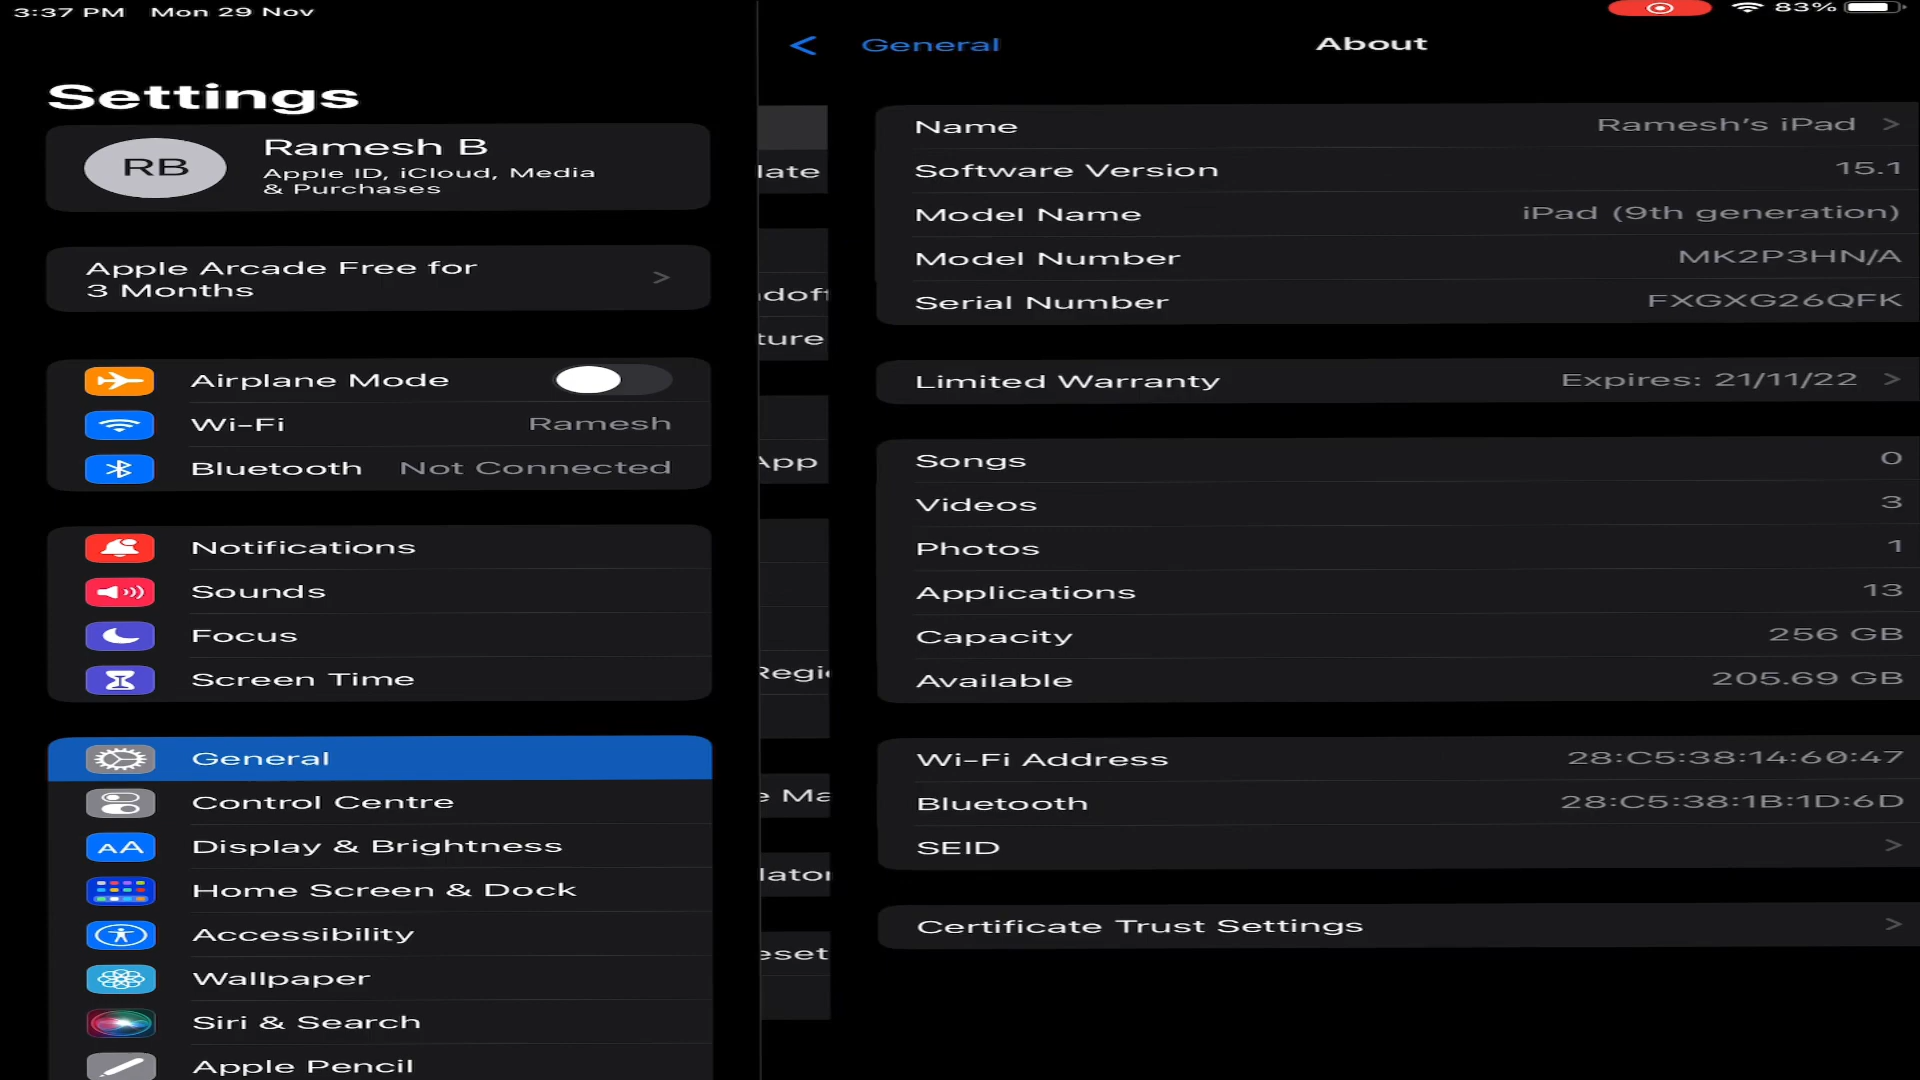 3:37 PM Mon 29 Nov
83%
Settings
RB
Ramesh B
Apple ID, iCloud, Media
& Purchases
Apple Arcade Free for
3 Months
Airplane Mode
Wi-Fi Ramesh
Bluetooth Not Connected
Notifications
Sounds
Focus
Screen Time
General
Control Centre
AA Display & Brightness
Home Screen & Dock
Accessibility
Wallpaper
Siri & Search
Apple Pencil
late
ture
App
eset
General
About
Name Ramesh's iPad
Software Version 15.1
Model Name iPad (9th generation)
Model Number MK2P3HN/A
Serial Number FXGXG26QFK
Limited Warranty Expires: 21/11/22
Songs 0
Videos 3
Photos 1
Applications 13
Capacity 256 GB
Available 205.69 GB
Wi-Fi Address 28:C5:38:14:60:47
Bluetooth 28:C5:38:1B:1D:6D
SEID
Certificate Trust Settings